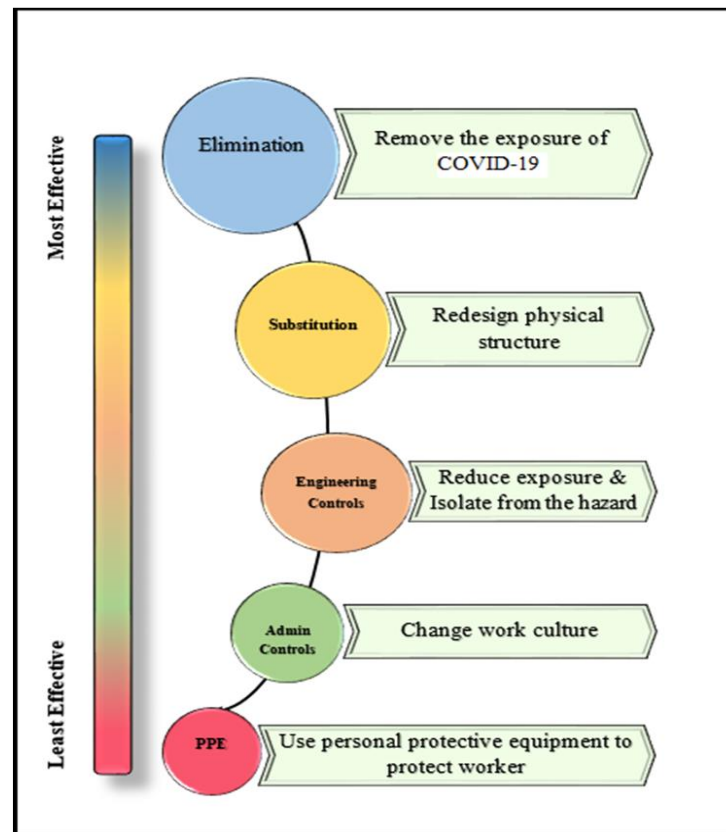 Most Effective
Least Effective
Elimination
Remove the exposure of
COVID-19
Substitution
Redesign physical
structure
Engineering
Controls
Reduce exposure &
Isolate from the hazard
Admin
Controls
Change work culture
PPE
Use personal protective equipment to
protect worker